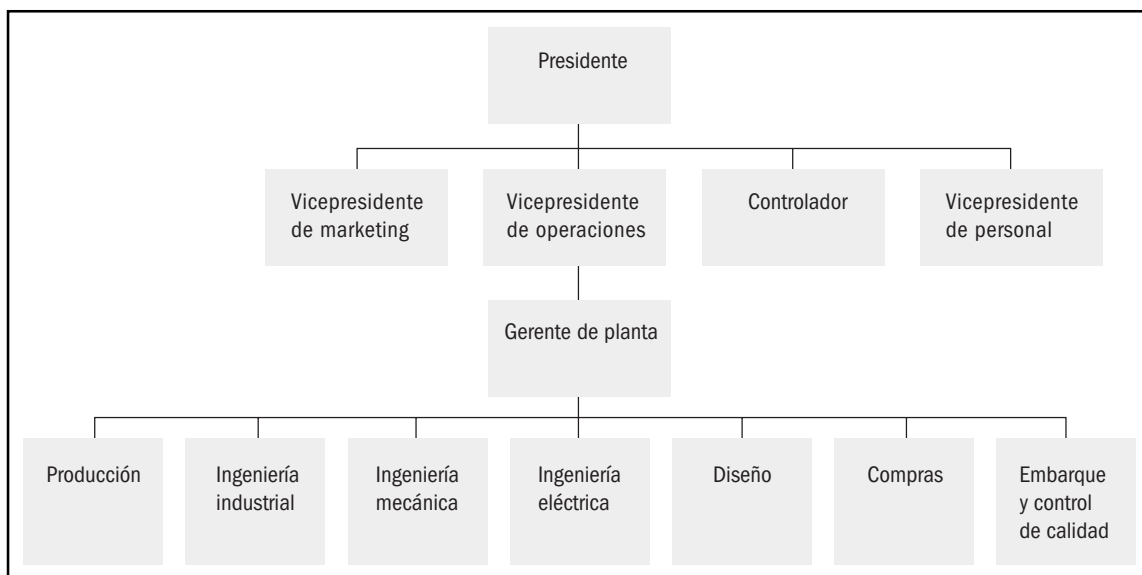 Presidente
Vicepresidente
de marketing
Vicepresidente
de operaciones
Controlador
Vicepresidente
de personal
Gerente de planta
Producción
Ingeniería
industrial
Ingeniería
mecánica
Ingeniería
eléctrica
Diseño
Compras
Embarque
y control
de calidad